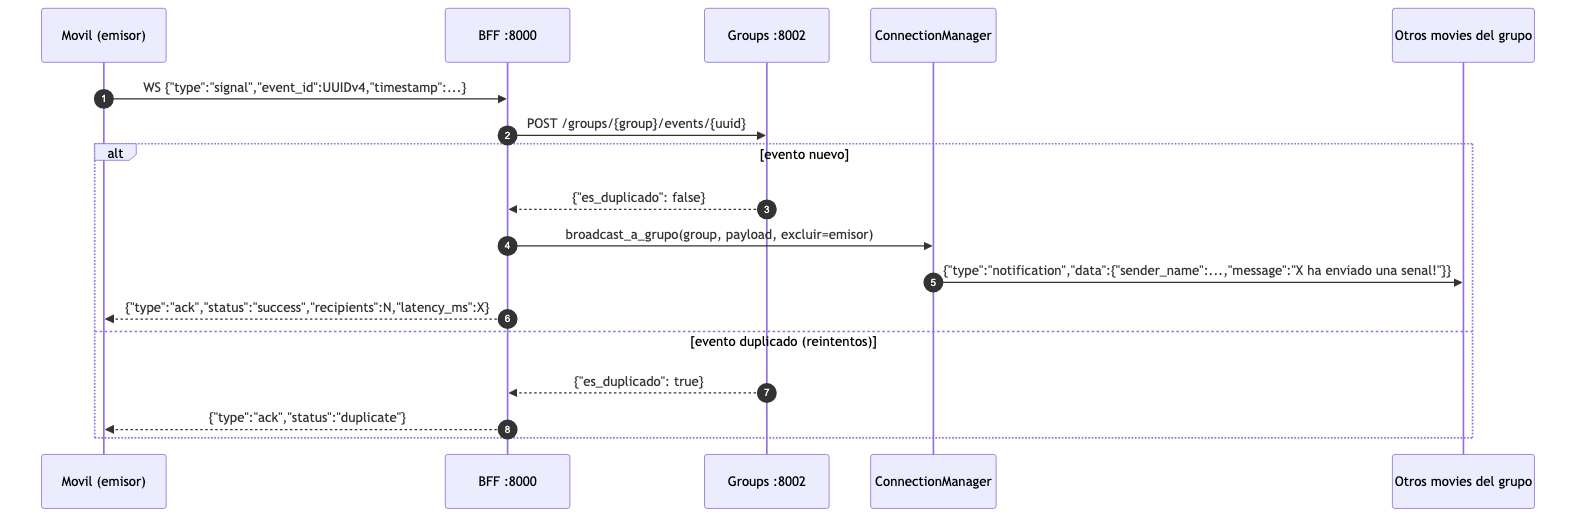 Movil (emisor)
BFF :8000
Groups :8002
ConnectionManager
Otros movies del grupo
1
WS {"type":"signal","event_id":UUIDv4,"timestamp":...}
2
POST /groups/{group}/events/{uuid}
alt
[evento nuevo]
{"es_duplicado": false}
3
4
broadcast_a_grupo(group, payload, excluir=emisor)
5
{"type":"notification","data":{"sender_name":...,"message":"X ha enviado una senal!"}}
{"type":"ack","status":"success","recipients":N,"latency_ms":X}
6
[evento duplicado (reintentos)]
{"es_duplicado": true}
7
{"type":"ack","status":"duplicate"}
8
Movil (emisor)
BFF :8000
Groups :8002
ConnectionManager
Otros movies del grupo